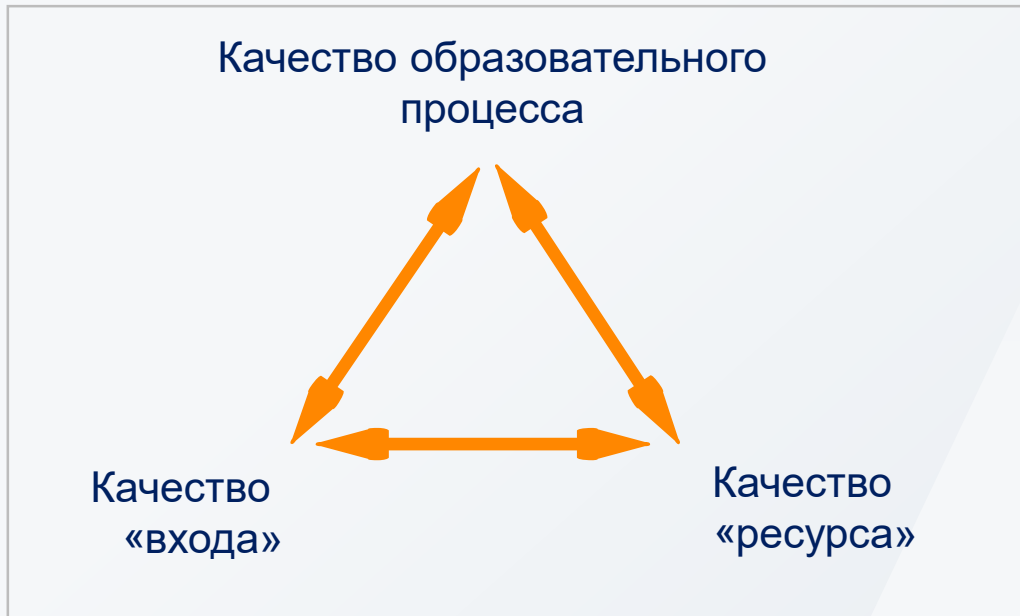 Качество образовательного
процесса
Качество
«входа»
Качество
«ресурса»